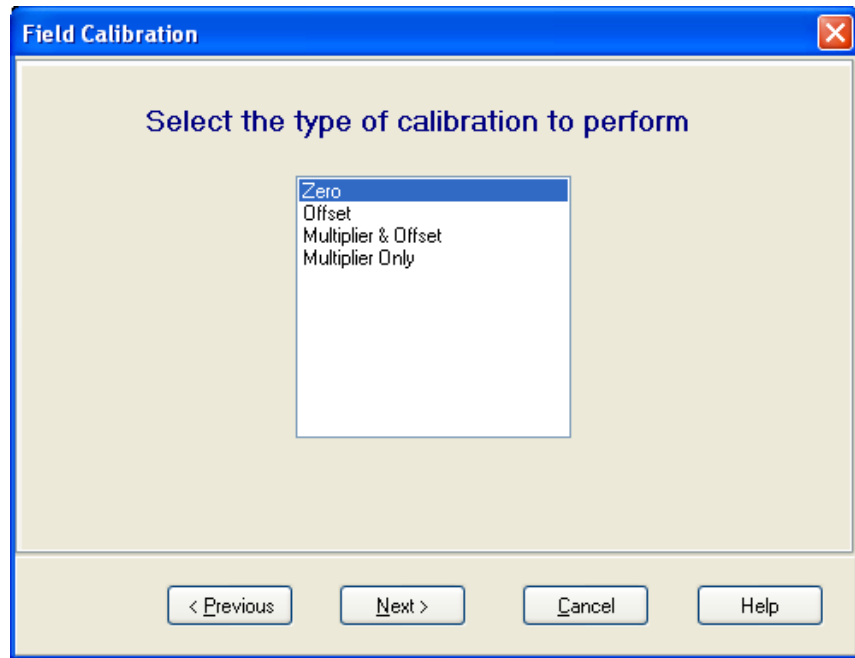 Field Calibration
Select the type of calibration to perform
Zero
Offset
Multiplier & Offset
Multiplier Only
< Previous
Next >
Cancel
Help